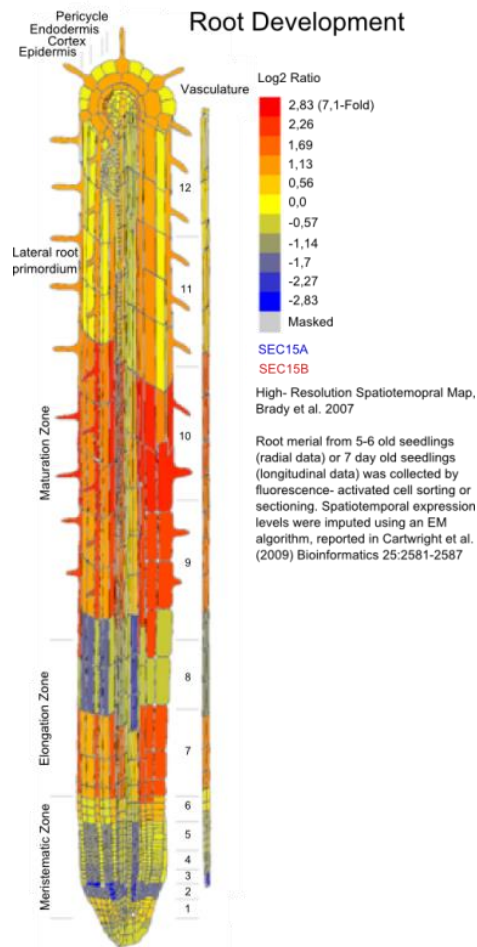 Root Development
Pericycle
Endodermis
Cortex
Epidermis
Vasculature
Log2 Ratio
2,83 (7,1-Fold)
2,26
1,69
1,13
0,56
0,0
-0,57
-1,14
-1,7
-2,27
-2,83
Masked
SEC15A
SEC15B
High- Resolution Spatiotemopral Map,
Brady et al. 2007
Root merial from 5-6 old seedlings
(radial data) or 7 day old seedlings
(longitudinal data) was collected by
fluorescence- activated cell sorting or
sectioning. Spatiotemporal expression
levels were imputed using an EM
algorithm, reported in Cartwright et al.
(2009) Bioinformatics 25:2581-2587
Lateral root
primordium
Maturation Zone
Elongation Zone
Meristematic Zone
12
11
10
9
8
7
6
5
4
3
2
1